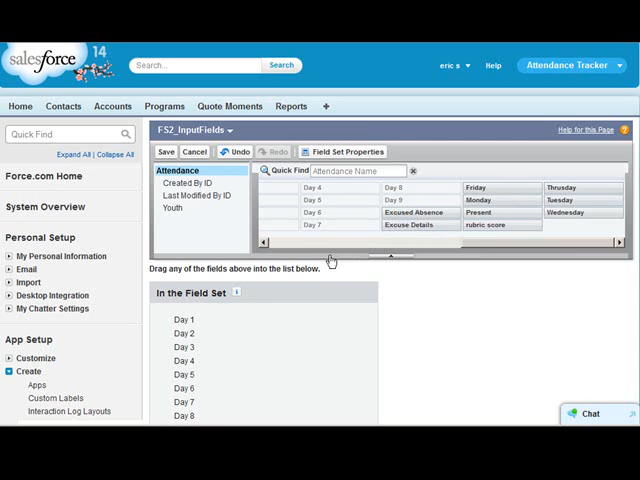 salesforce 14
Search... Search eric s Help Attendance Tracker
Home Contacts Accounts Programs Quote Moments Reports +
Quick Find
Expand All | Collapse All
Force.com Home
System Overview
Personal Setup
My Personal Information
Email
Import
Desktop Integration
My Chatter Settings
App Setup
Customize
Create
Apps
Custom Labels
Interaction Log Layouts
FS2_InputFields Help for this Page ?
Save Cancel Undo Redo Field Set Properties
Attendance
Created By ID
Last Modified By ID
Youth
Quick Find Attendance Name
Day 4 Day 8 Friday Thrusday
Day 5 Day 9 Monday Tuesday
Day 6 Excused Absence Present Wednesday
Day 7 Excuse Details rubric score
Drag any of the fields above into the list below.
In the Field Set i
Day 1
Day 2
Day 3
Day 4
Day 5
Day 6
Day 7
Day 8
Chat